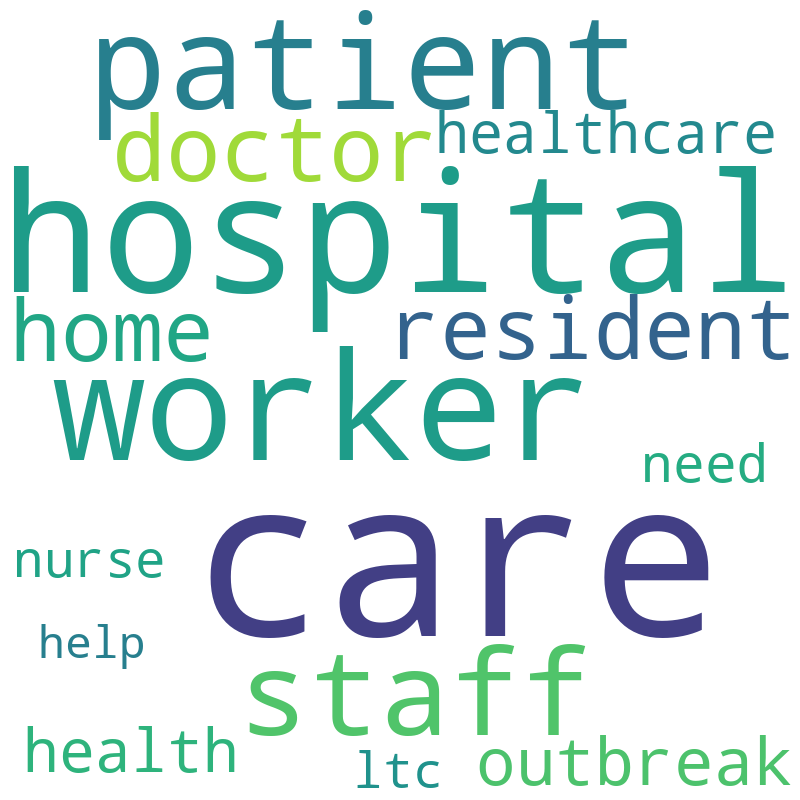 patient
doctor healthcare
hospital
home resident
worker
need
care
nurse
help
staff
health ltc outbreak